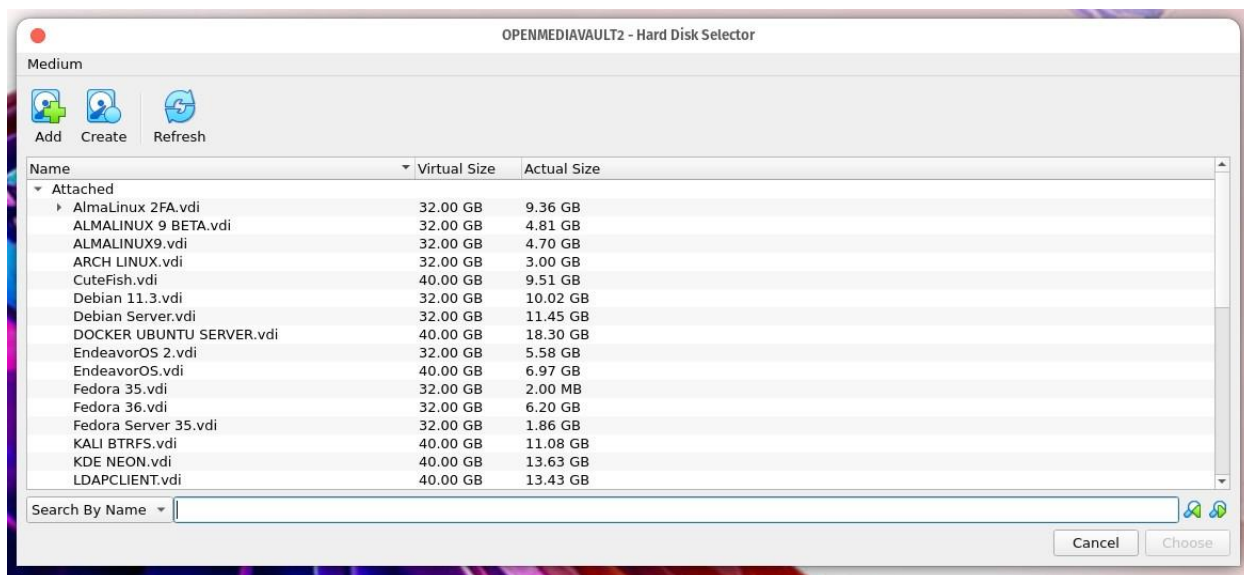 OPENMEDIAVAULT2 - Hard Disk Selector
Medium
Add Create Refresh
Name Virtual Size Actual Size
Attached
AlmaLinux 2FA.vdi 32.00 GB 9.36 GB
ALMALINUX 9 BETA.vdi 32.00 GB 4.81 GB
ALMALINUX9.vdi 32.00 GB 4.70 GB
ARCH LINUX.vdi 32.00 GB 3.00 GB
CuteFish.vdi 40.00 GB 9.51 GB
Debian 11.3.vdi 32.00 GB 10.02 GB
Debian Server.vdi 32.00 GB 11.45 GB
DOCKER UBUNTU SERVER.vdi 40.00 GB 18.30 GB
EndeavorOS 2.vdi 32.00 GB 5.58 GB
EndeavorOS.vdi 40.00 GB 6.97 GB
Fedora 35.vdi 32.00 GB 2.00 MB
Fedora 36.vdi 32.00 GB 6.20 GB
Fedora Server 35.vdi 32.00 GB 1.86 GB
KALI BTRFS.vdi 40.00 GB 11.08 GB
KDE NEON.vdi 40.00 GB 13.63 GB
LDAPCLIENT.vdi 40.00 GB 13.43 GB
Search By Name
Cancel Choose